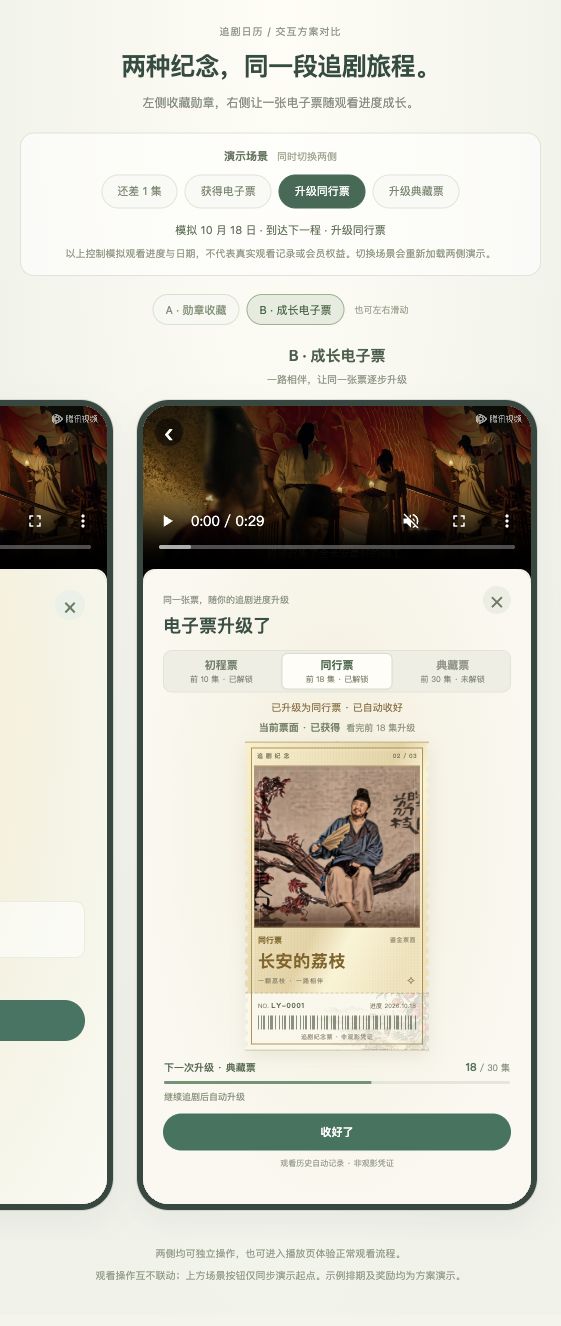 追剧日历 / 交互方案对比
两种纪念，同一段追剧旅程。
左侧收藏勋章，右侧让一张电子票随观看进度成长。
演示场景 同时切换两侧
还差 1 集
获得电子票
升级同行票
升级典藏票
模拟 10 月 18 日 · 到达下一程 · 升级同行票
以上控制模拟观看进度与日期，不代表真实观看记录或会员权益。切换场景会重新加载两侧演示。
A · 勋章收藏
B · 成长电子票
也可左右滑动
B · 成长电子票
一路相伴，让同一张票逐步升级
腾讯视频
腾讯视频
0:00 / 0:29
同一张票，随你的追剧进度升级
电子票升级了
初程票
前 10 集 · 已解锁
同行票
前 18 集 · 已解锁
典藏票
前 30 集 · 未解锁
已升级为同行票 · 已自动收好
当前票面 · 已获得 看完前 18 集升级
追剧纪念
02 / 03
荔枝
同行票
鎏金票面
长安的荔枝
一颗荔枝 · 一路相伴
NO. LY-0001
进度 2026.10.18
追剧纪念票 · 非观影凭证
下一次升级 · 典藏票
18 / 30 集
继续追剧后自动升级
收好了
观看历史自动记录 · 非观影凭证
两侧均可独立操作，也可进入播放页体验正常观看流程。
观看操作互不联动；上方场景按钮仅同步演示起点。示例排期及奖励均为方案演示。